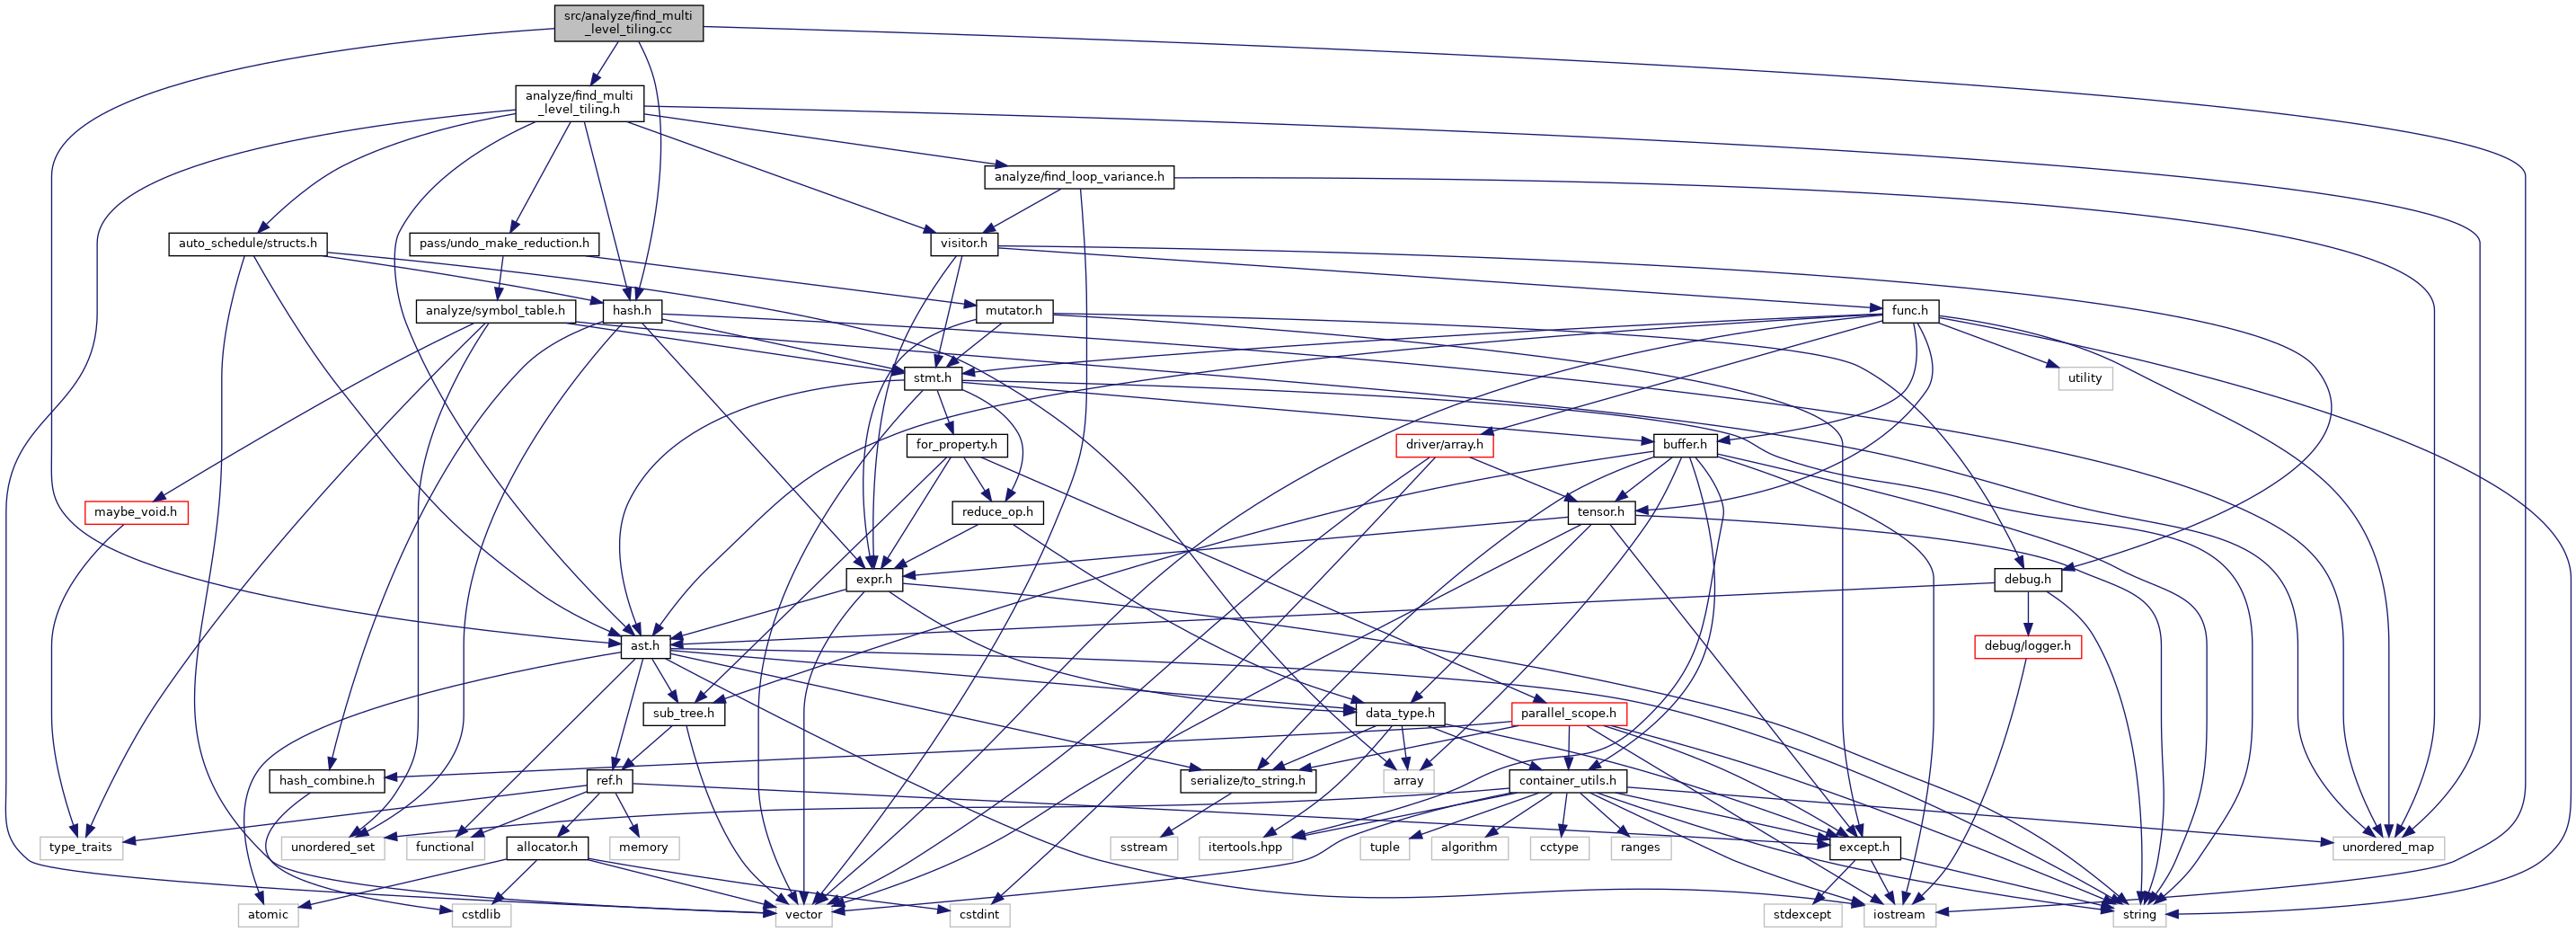 src/analyze/find_multi
_level_tiling.cc
analyze/find_multi
_level_tiling.h
analyze/find_loop_variance.h
auto_schedule/structs.h
pass/undo_make_reduction.h
visitor.h
analyze/symbol_table.h
hash.h
mutator.h
func.h
stmt.h
utility
for_property.h
driver/array.h
buffer.h
maybe_void.h
reduce_op.h
tensor.h
expr.h
debug.h
ast.h
debug/logger.h
sub_tree.h
data_type.h
parallel_scope.h
hash_combine.h
ref.h
serialize/to_string.h
array
container_utils.h
type_traits
unordered_set
functional
allocator.h
memory
sstream
itertools.hpp
tuple
algorithm
cctype
ranges
except.h
unordered_map
atomic
cstdlib
vector
cstdint
stdexcept
iostream
string